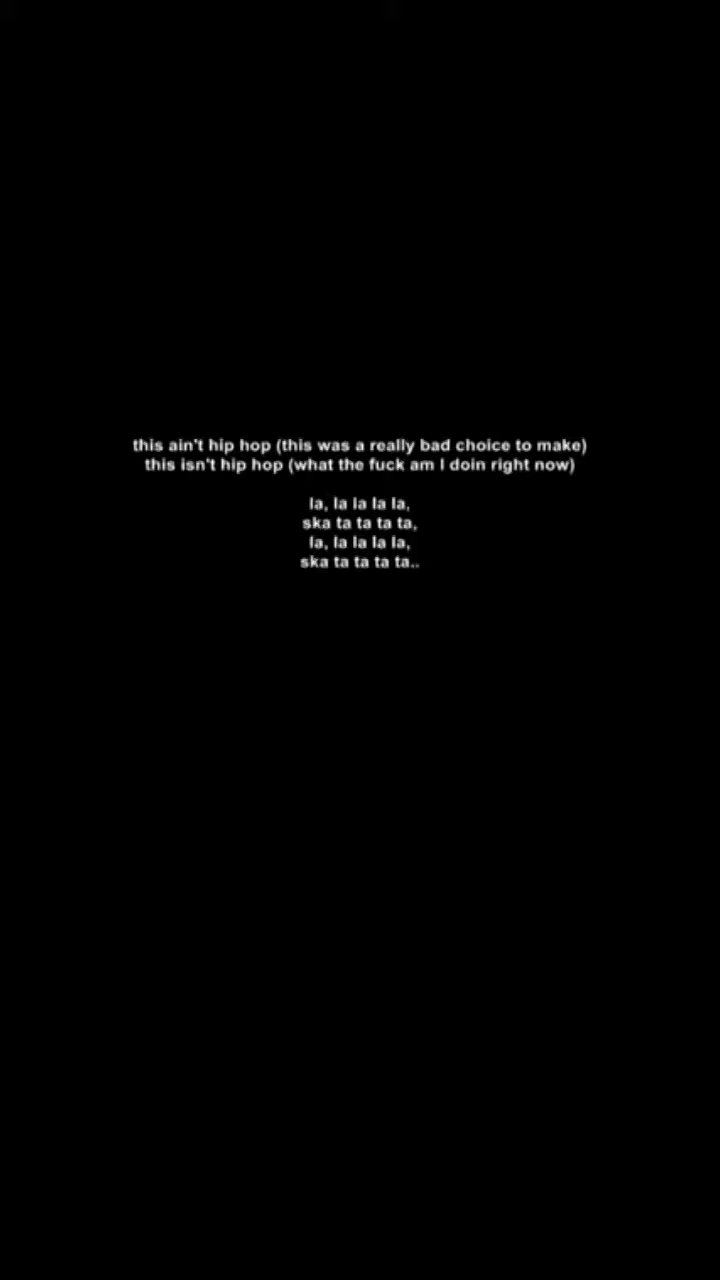 this ain't hip hop (this was a really bad choice to make)
this isn't hip hop (what the fuck am I doin right now)
la, la la la la,
ska ta ta ta ta,
la, la la la la,
ska ta ta ta ta..